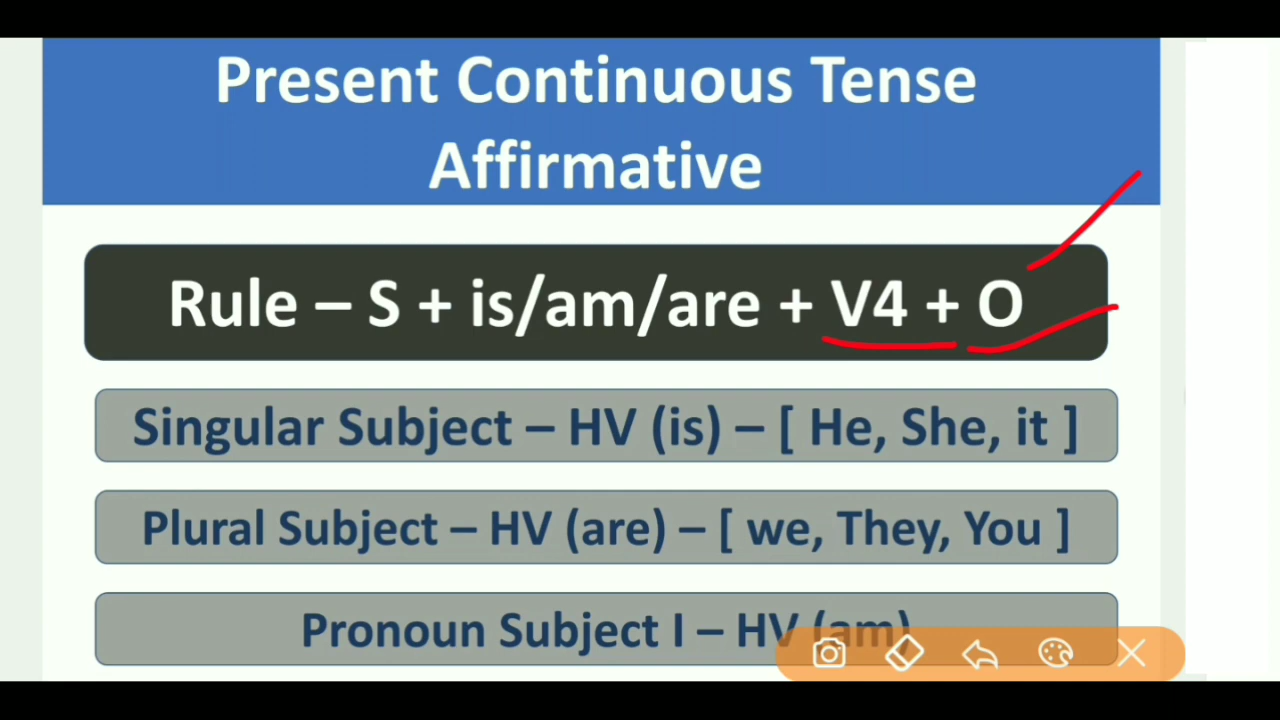 Present Continuous Tense
Affirmative
Rule – S + is/am/are + V4 + O
Singular Subject – HV (is) – [ He, She, it ]
Plural Subject – HV (are) – [ we, They, You ]
Pronoun Subject I – HV (am)